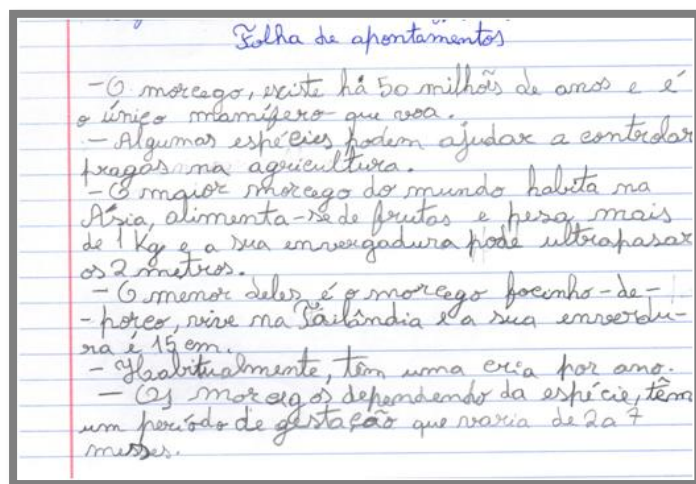 Folha de apontamentos
- O morcego, existe há 50 milhões de anos e é
o único mamífero que voa.
- Algumas espécies podem ajudar a controlar
pragas na agricultura.
- O maior morcego do mundo habita na
Ásia, alimenta-se de frutas e pesa mais
de 1 Kg e a sua envergadura pode ultrapasar
os 2 metros.
- O menor deles é o morcego focinho-de-
-porco, vive na Tailândia e a sua enverdu-
ra é 15 cm.
- Habitualmente, têm uma cria por ano.
- Os morcegos dependendo da espécie, têm
um período de gestação que varia de 2 a 7
messes.